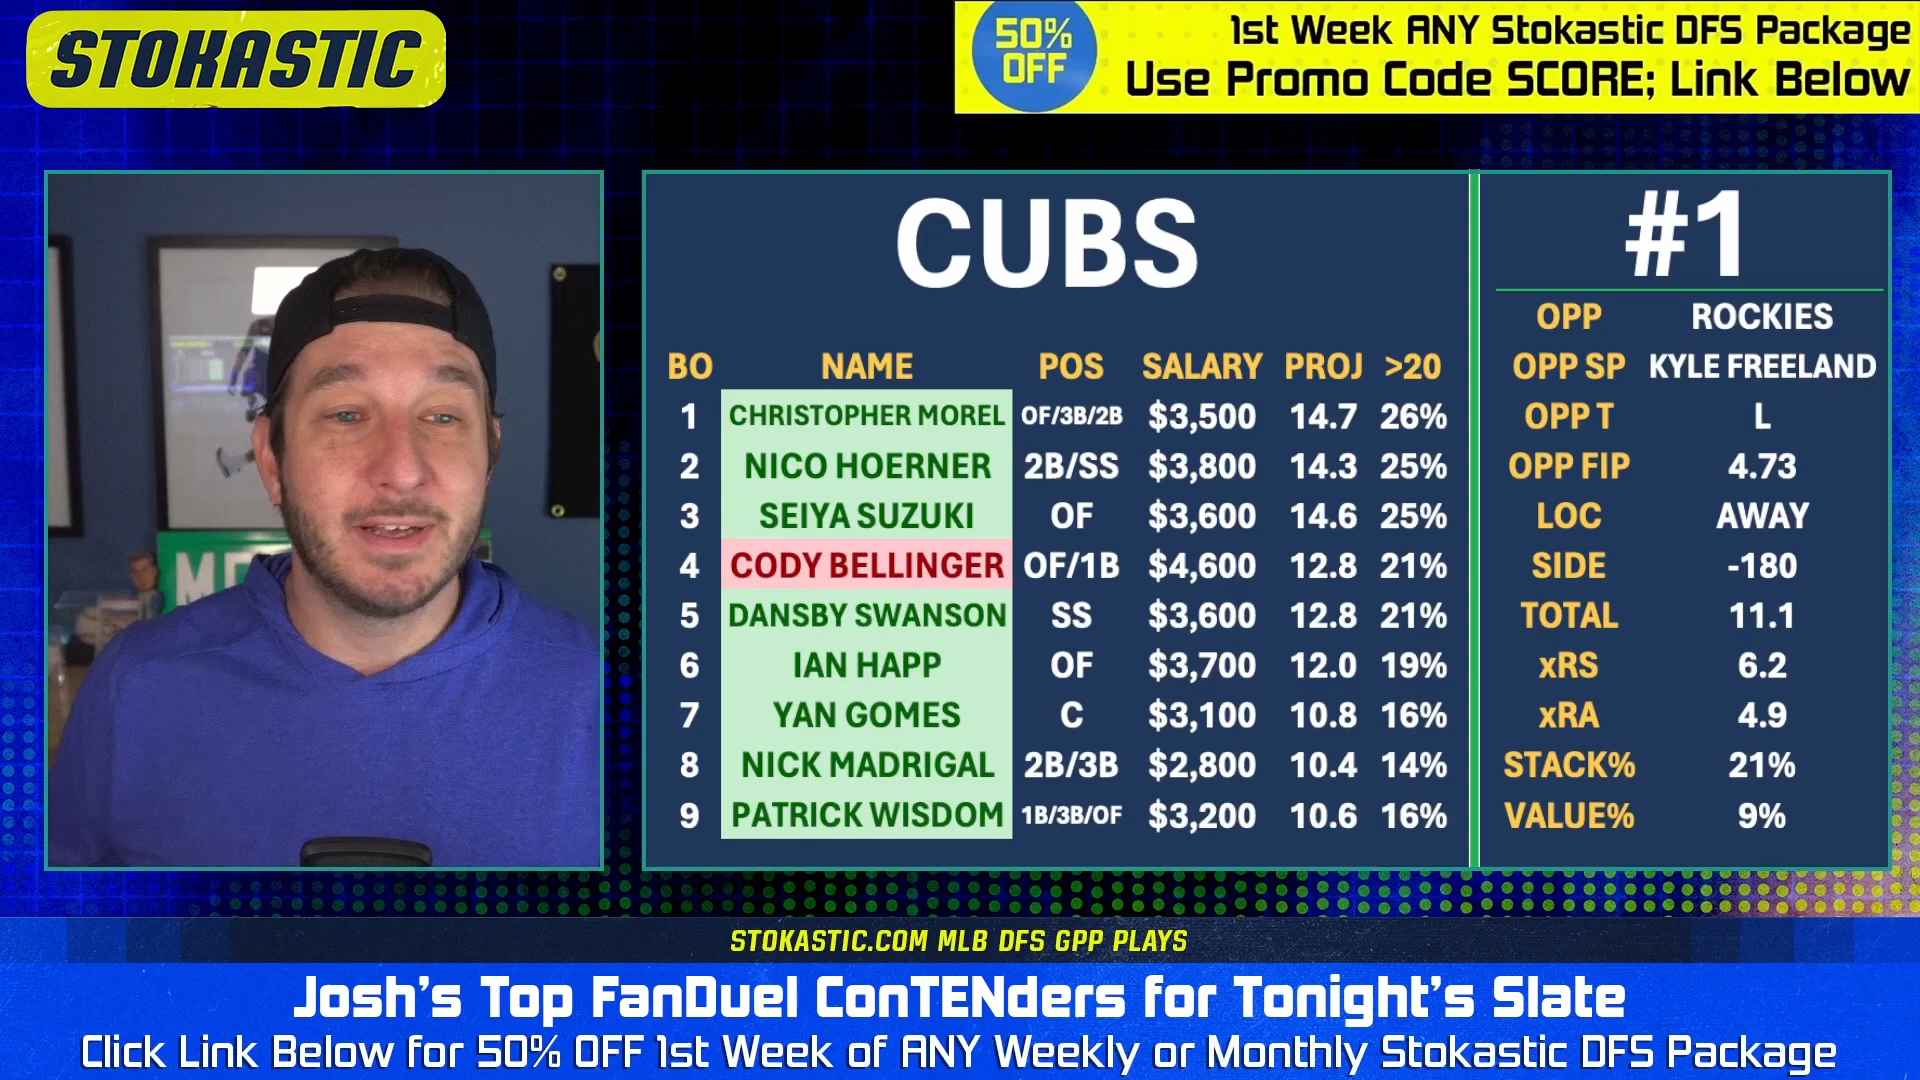 STOKASTIC
50%
OFF
1st Week ANY Stokastic DFS Package
Use Promo Code SCORE; Link Below
CUBS
BO NAME POS SALARY PROJ >20
1 CHRISTOPHER MOREL OF/3B/2B $3,500 14.7 26%
2 NICO HOERNER 2B/SS $3,800 14.3 25%
3 SEIYA SUZUKI OF $3,600 14.6 25%
4 CODY BELLINGER OF/1B $4,600 12.8 21%
5 DANSBY SWANSON SS $3,600 12.8 21%
6 IAN HAPP OF $3,700 12.0 19%
7 YAN GOMES C $3,100 10.8 16%
8 NICK MADRIGAL 2B/3B $2,800 10.4 14%
9 PATRICK WISDOM 1B/3B/OF $3,200 10.6 16%
#1
OPP ROCKIES
OPP SP KYLE FREELAND
OPP T L
OPP FIP 4.73
LOC AWAY
SIDE -180
TOTAL 11.1
xRS 6.2
xRA 4.9
STACK% 21%
VALUE% 9%
STOKASTIC.COM MLB DFS GPP PLAYS
Josh's Top FanDuel ConTENders for Tonight's Slate
Click Link Below for 50% OFF 1st Week of ANY Weekly or Monthly Stokastic DFS Package